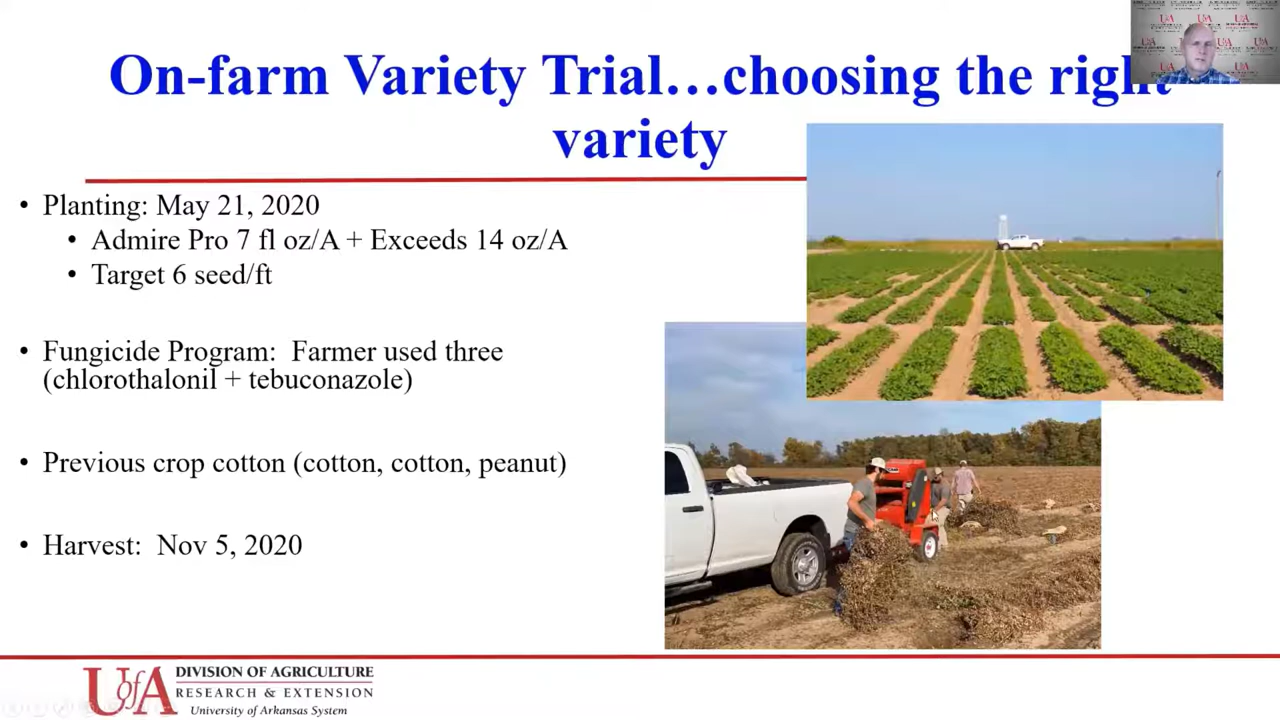 On-farm Variety Trial…choosing the right
variety
• Planting: May 21, 2020
• Admire Pro 7 fl oz/A + Exceeds 14 oz/A
• Target 6 seed/ft
• Fungicide Program:  Farmer used three
(chlorothalonil + tebuconazole)
• Previous crop cotton (cotton, cotton, peanut)
• Harvest:  Nov 5, 2020
UofA
DIVISION OF AGRICULTURE
RESEARCH & EXTENSION
University of Arkansas System